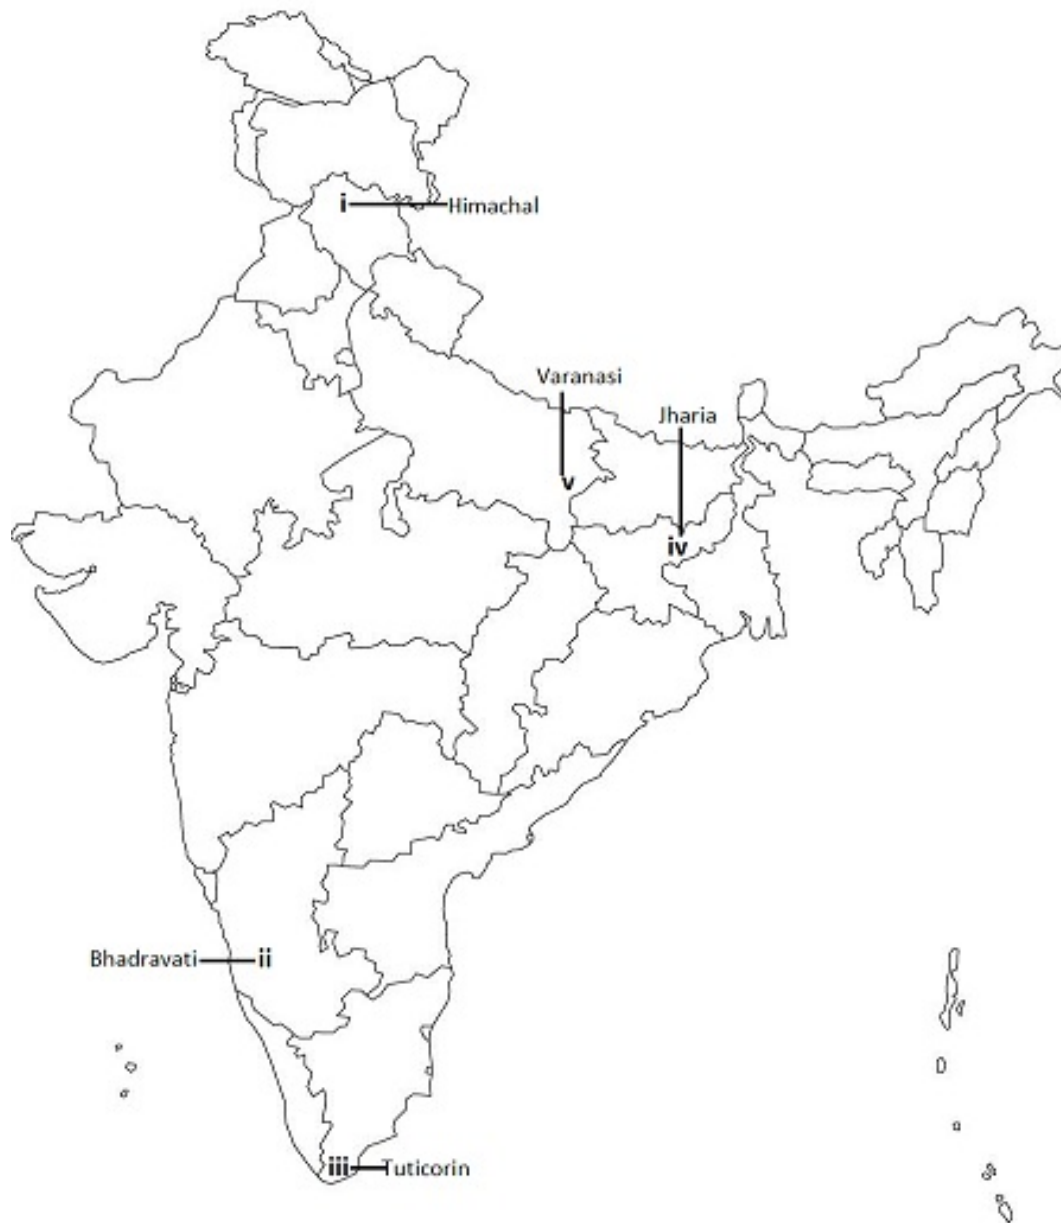 i Himachal
Varanasi
Jharia
v
iv
Bhadravati ii
iii Tuticorin